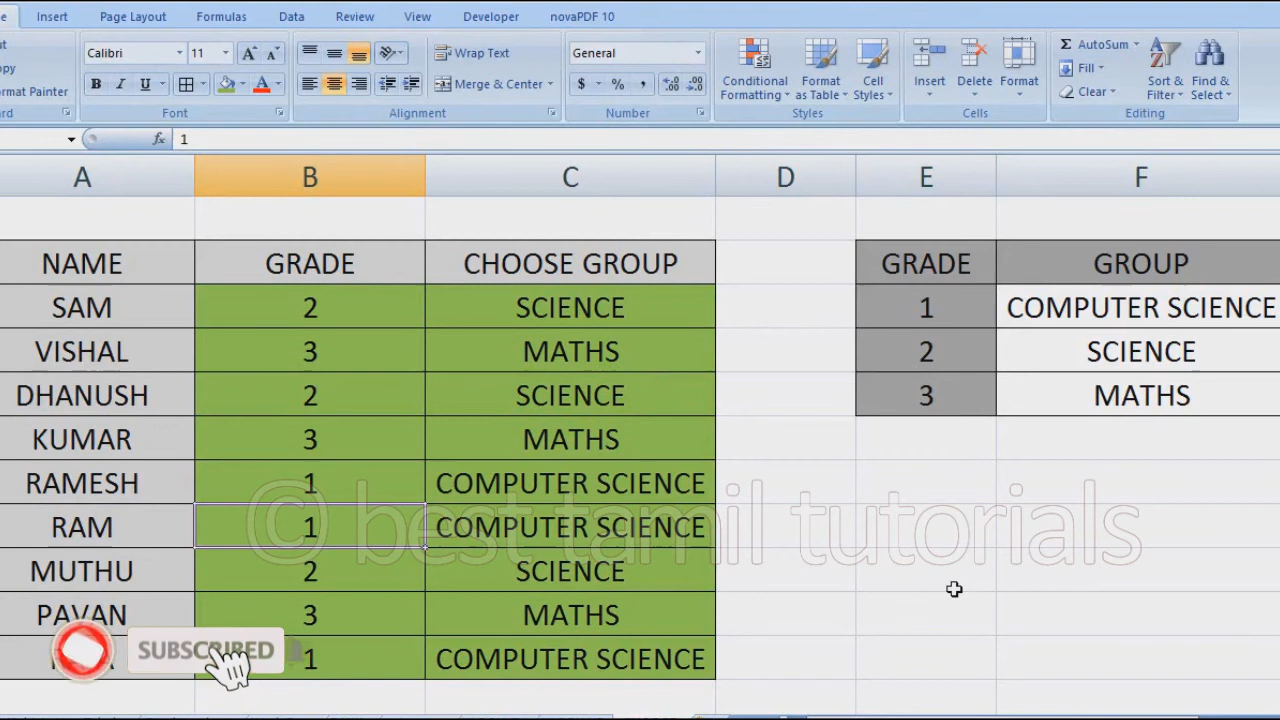 Insert Page Layout Formulas Data Review View Developer novaPDF 10
Calibri 11 A A Wrap Text General Conditional Formatting Format as Table Cell Styles Insert Delete Format AutoSum Fill Clear Sort & Filter Find & Select
ormat Painter B I U A Merge & Center $ % ,
Font Alignment Number Styles Cells Editing
fx 1
A B C D E F
NAME GRADE CHOOSE GROUP GRADE GROUP
SAM 2 SCIENCE 1 COMPUTER SCIENCE
VISHAL 3 MATHS 2 SCIENCE
DHANUSH 2 SCIENCE 3 MATHS
KUMAR 3 MATHS
RAMESH 1 COMPUTER SCIENCE
RAM 1 COMPUTER SCIENCE
© best tamil tutorials
MUTHU 2 SCIENCE
PAVAN 3 MATHS
SUBSCRIBED 1 COMPUTER SCIENCE